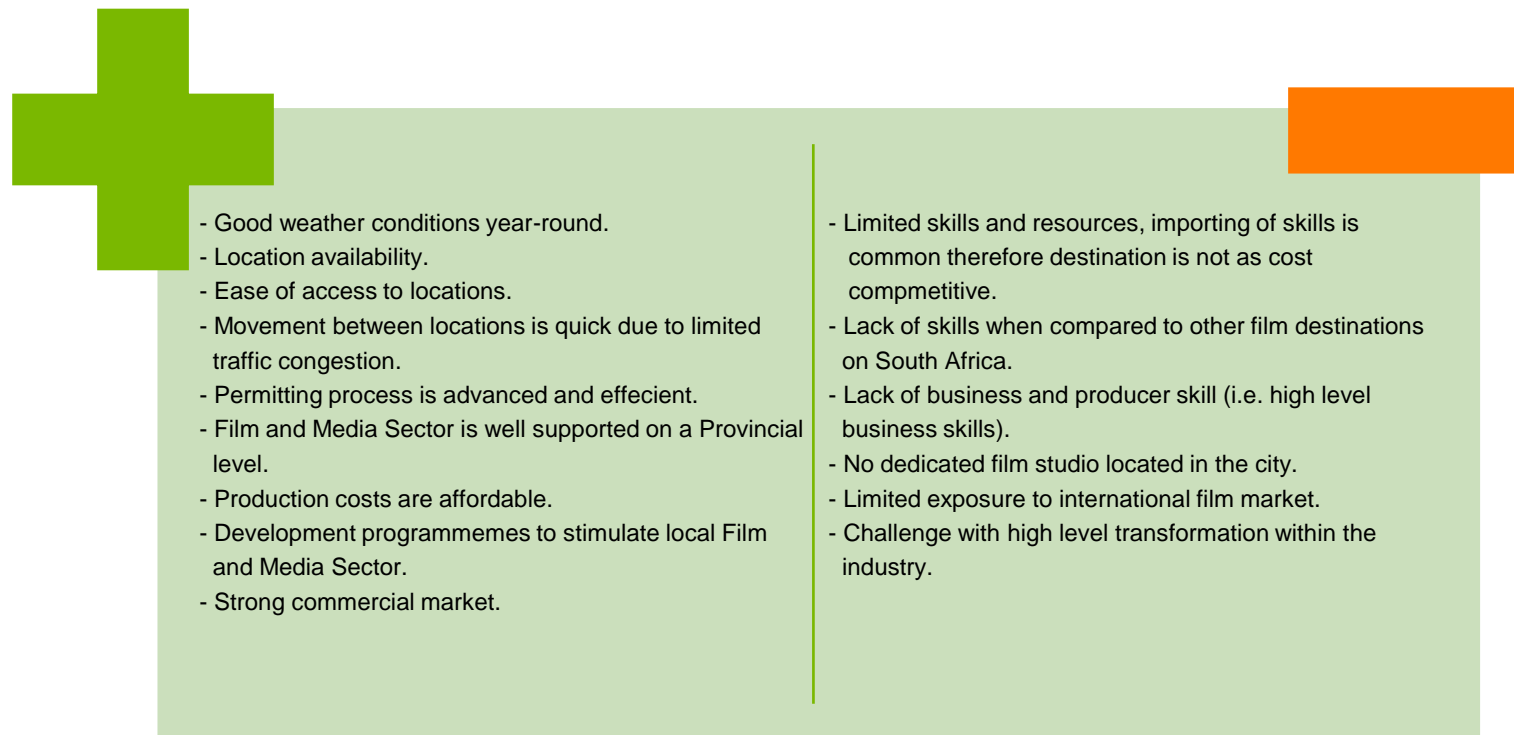 - Good weather conditions year-round.
- Location availability.
- Ease of access to locations.
- Movement between locations is quick due to limited
traffic congestion.
- Permitting process is advanced and effecient.
- Film and Media Sector is well supported on a Provincial
level.
- Production costs are affordable.
- Development programmemes to stimulate local Film
and Media Sector.
- Strong commercial market.
- Limited skills and resources, importing of skills is
common therefore destination is not as cost
compmetitive.
- Lack of skills when compared to other film destinations
on South Africa.
- Lack of business and producer skill (i.e. high level
business skills).
- No dedicated film studio located in the city.
- Limited exposure to international film market.
- Challenge with high level transformation within the
industry.